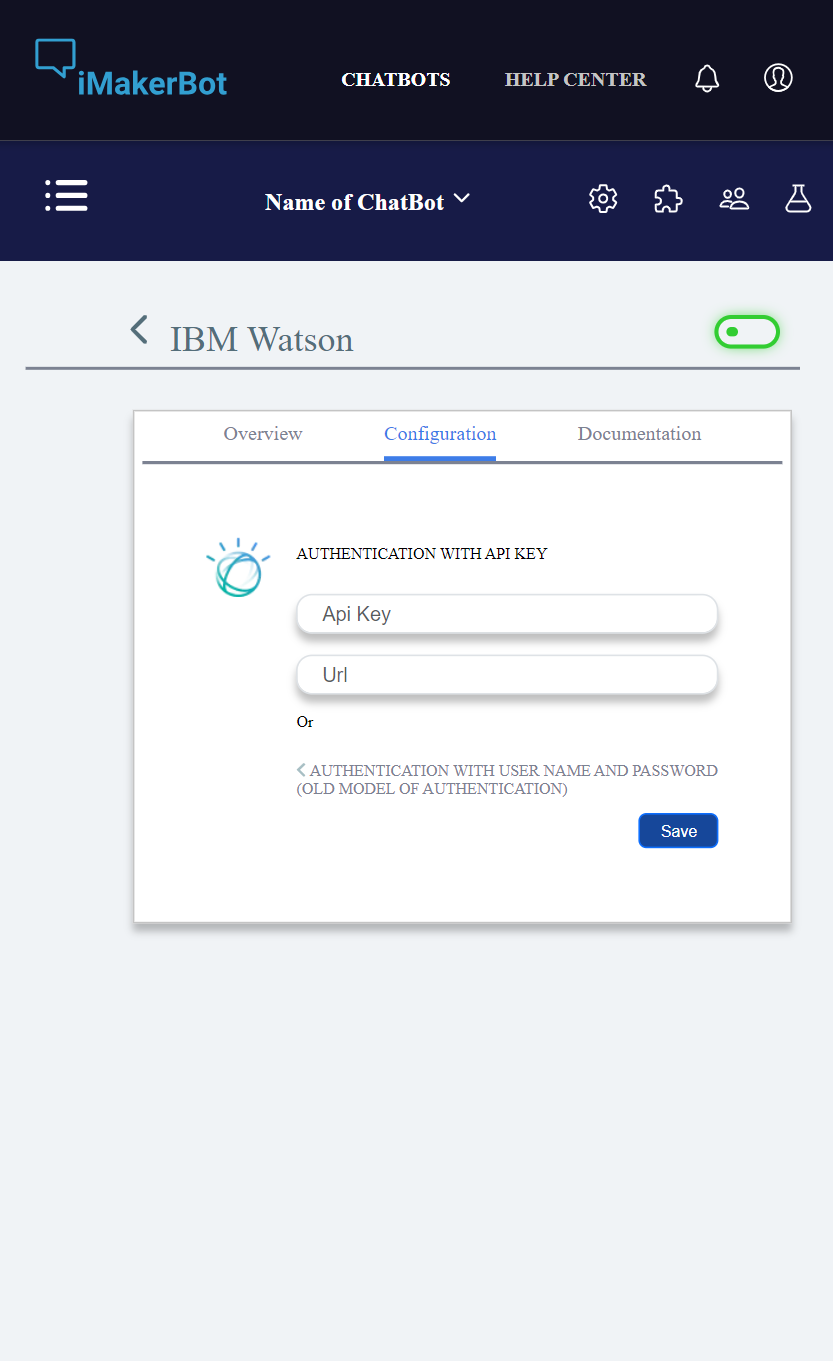 iMakerBot
CHATBOTS
HELP CENTER
Name of ChatBot
IBM Watson
Overview
Configuration
Documentation
AUTHENTICATION WITH API KEY
Api Key
Url
Or
AUTHENTICATION WITH USER NAME AND PASSWORD
(OLD MODEL OF AUTHENTICATION)
Save